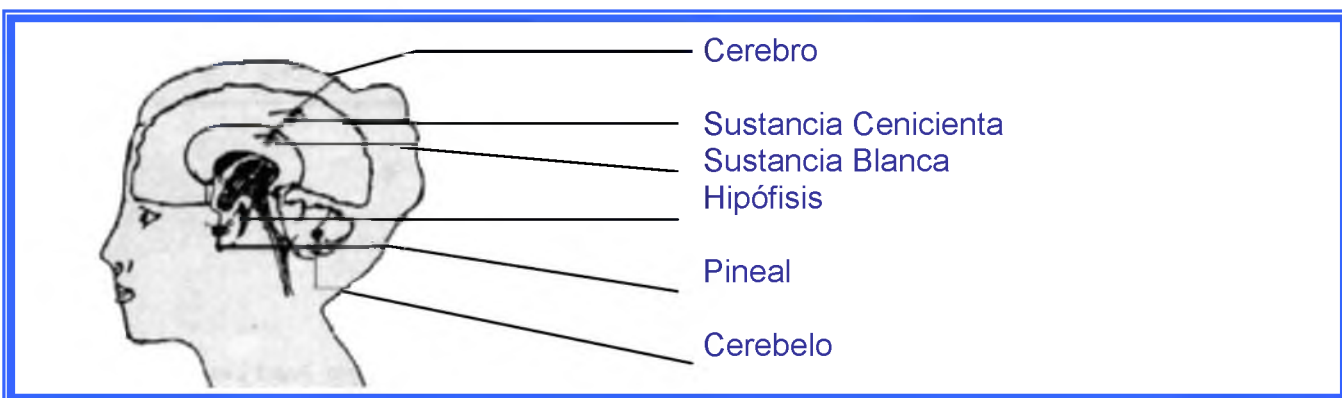 Cerebro
Sustancia Cenicienta
Sustancia Blanca
Hipófisis
Pineal
Cerebelo